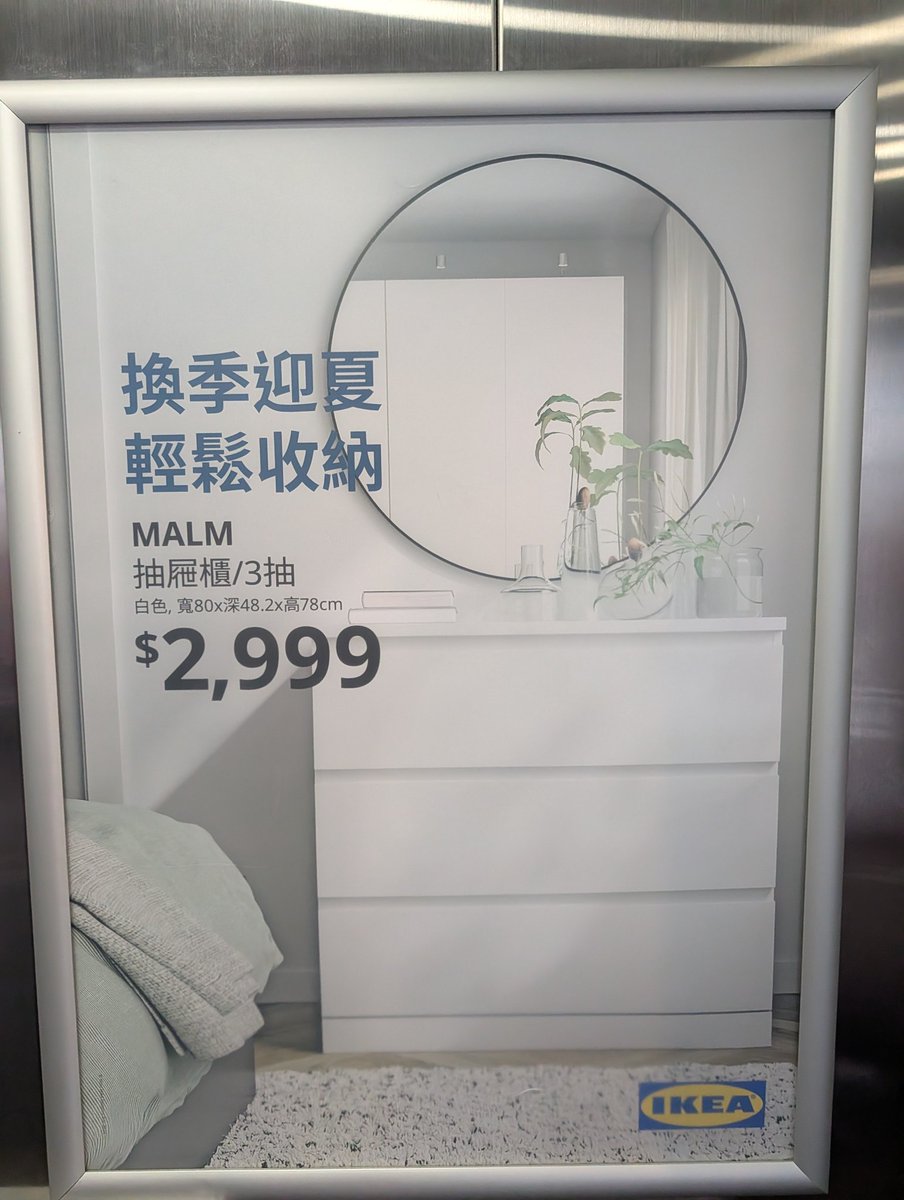 換季迎夏
輕鬆收納
MALM
抽屜櫃/3抽
白色, 寬80x深48.2x高78cm
$2,999
IKEA